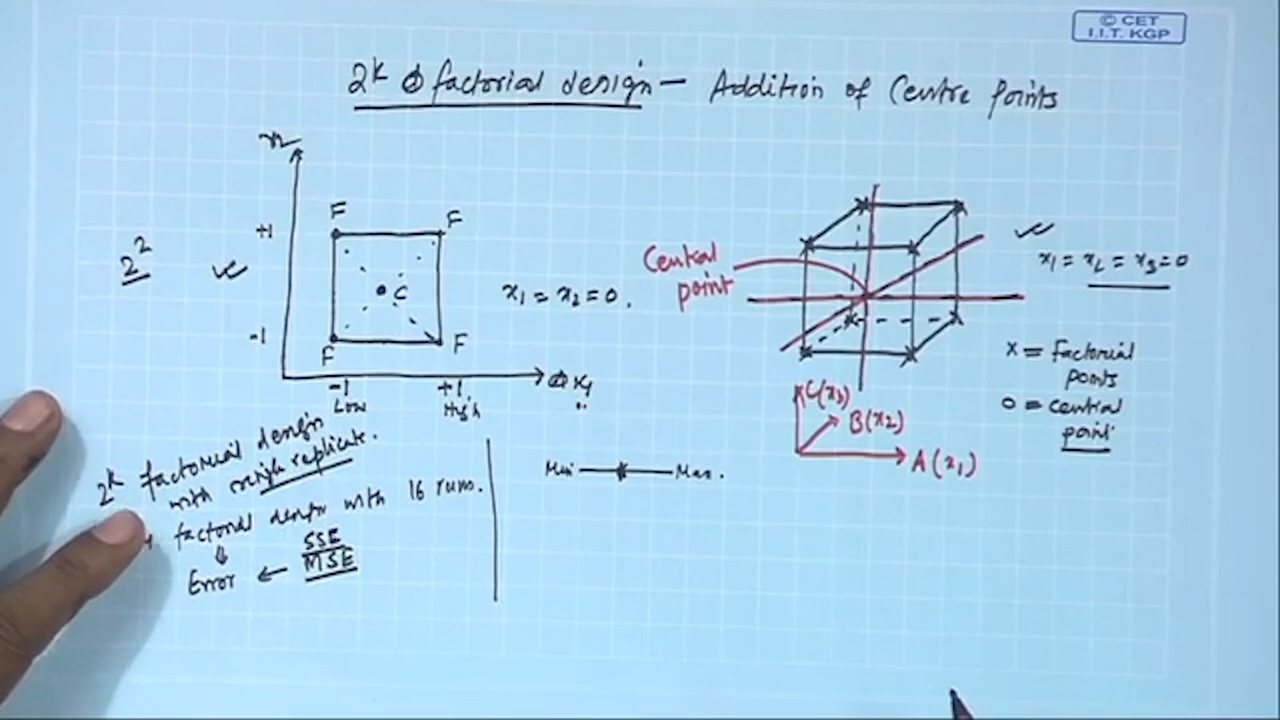 © CET
I.I.T. KGP
2^k factorial design - Addition of Centre Points
x2
+1
-1
F
F
F
F
C
2^2
x1 = x2 = 0.
-1
Low
+1
High
x1
Central
point
x1 = x2 = x3 = 0
x = Factorial
points
o = central
point
C(x3)
B(x2)
A(x1)
2^k factorial design
with single replicate.
factorial design with 16 runs.
Error ← SSE
MSE
Min
Max.